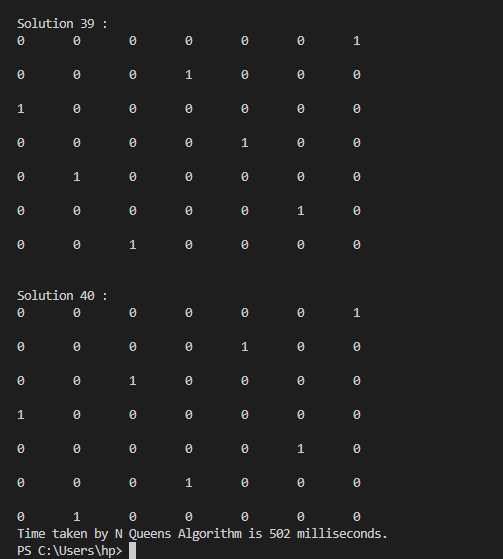 Solution 39 :
0 0 0 0 0 0 1
0 0 0 1 0 0 0
1 0 0 0 0 0 0
0 0 0 0 1 0 0
0 1 0 0 0 0 0
0 0 0 0 0 1 0
0 0 1 0 0 0 0
Solution 40 :
0 0 0 0 0 0 1
0 0 0 0 1 0 0
0 0 1 0 0 0 0
1 0 0 0 0 0 0
0 0 0 0 0 1 0
0 0 0 1 0 0 0
0 1 0 0 0 0 0
Time taken by N Queens Algorithm is 502 milliseconds.
PS C:\Users\hp>